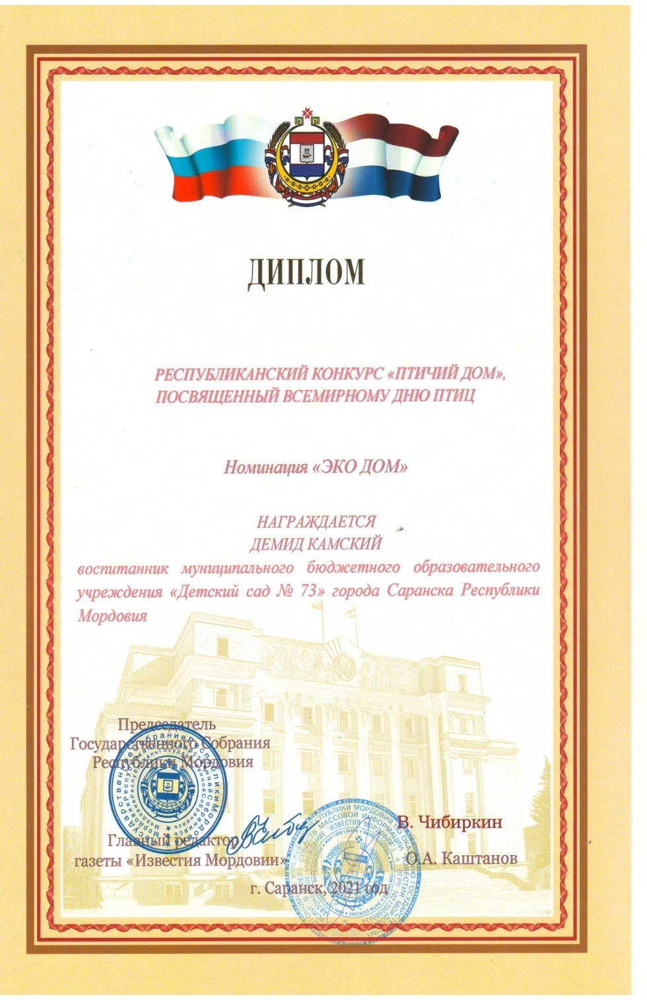 ДИПЛОМ
РЕСПУБЛИКАНСКИЙ КОНКУРС «ПТИЧИЙ ДОМ»,
ПОСВЯЩЕННЫЙ ВСЕМИРНОМУ ДНЮ ПТИЦ
Номинация «ЭКО ДОМ»
НАГРАЖДАЕТСЯ
ДЕМИД КАМСКИЙ
воспитанник муниципального бюджетного образовательного
учреждения «Детский сад № 73» города Саранска Республики
Мордовия
Председатель
Государственного Собрания
Республики Мордовия
В. Чибиркин
Главный редактор
газеты «Известия Мордовии»
О.А. Каштанов
г. Саранск, 2021 год